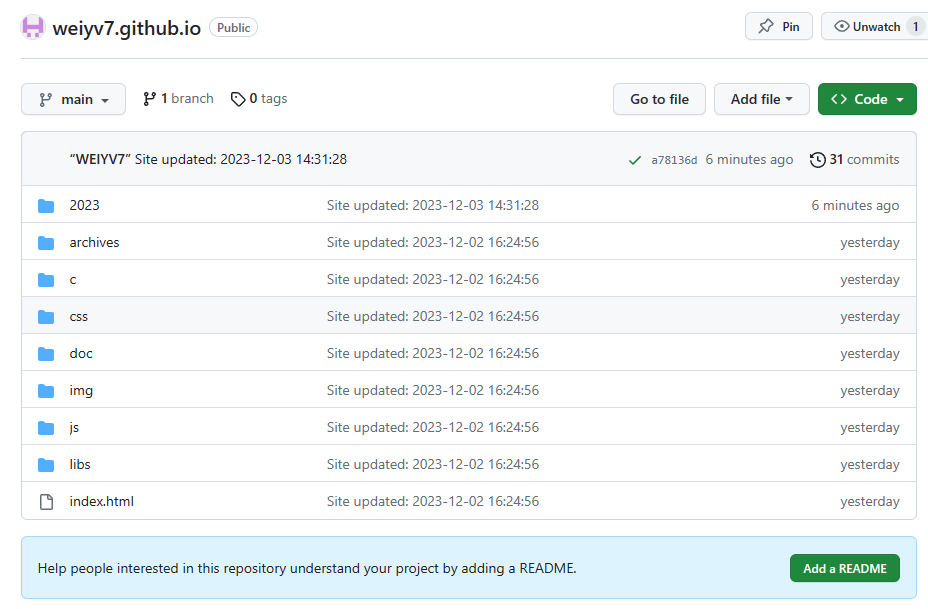 weiyv7.github.io Public Pin Unwatch 1
main 1 branch 0 tags Go to file Add file <> Code
“WEIYV7” Site updated: 2023-12-03 14:31:28 a78136d 6 minutes ago 31 commits
2023 Site updated: 2023-12-03 14:31:28 6 minutes ago
archives Site updated: 2023-12-02 16:24:56 yesterday
c Site updated: 2023-12-02 16:24:56 yesterday
css Site updated: 2023-12-02 16:24:56 yesterday
doc Site updated: 2023-12-02 16:24:56 yesterday
img Site updated: 2023-12-02 16:24:56 yesterday
js Site updated: 2023-12-02 16:24:56 yesterday
libs Site updated: 2023-12-02 16:24:56 yesterday
index.html Site updated: 2023-12-02 16:24:56 yesterday
Help people interested in this repository understand your project by adding a README. Add a README